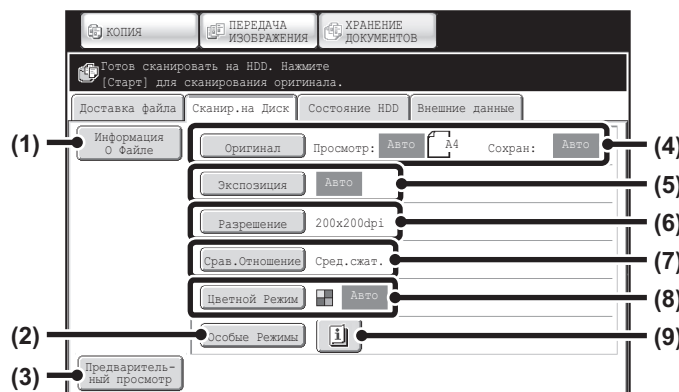 КОПИЯ
ПЕРЕДАЧА
ИЗОБРАЖЕНИЯ
ХРАНЕНИЕ
ДОКУМЕНТОВ
Готов сканировать на HDD. Нажмите
[Старт] для сканирования оригинала.
Доставка файла Сканир.на Диск Состояние HDD Внешние данные
(1) Информация
О Файле
Оригинал Просмотр: Авто A4 Сохран: Авто (4)
Экспозиция Авто (5)
Разрешение 200x200dpi (6)
Срав.Отношение Сред.сжат. (7)
Цветной Режим Авто (8)
(2) Особые Режимы i (9)
(3) Предваритель-
ный просмотр